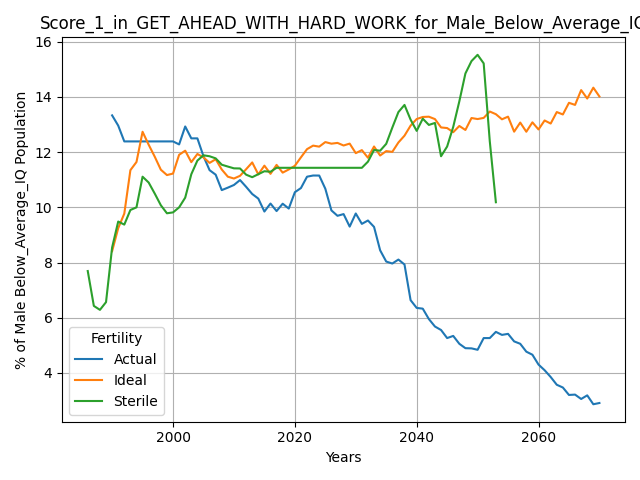 Score_1_in_GET_AHEAD_WITH_HARD_WORK_for_Male_Below_Average_IQ
% of Male Below_Average_IQ Population
16
14
12
10
8
6
4
Fertility
Actual
Ideal
Sterile
2000
2020
2040
2060
Years